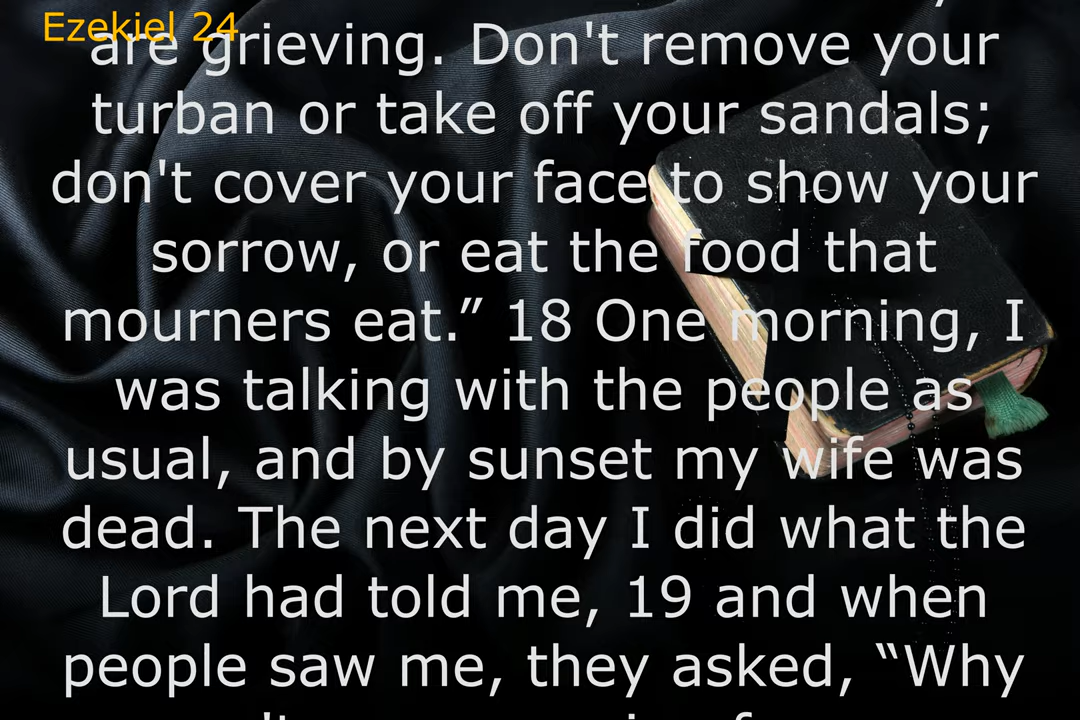 Ezekiel 24
are grieving. Don't remove your
turban or take off your sandals;
don't cover your face to show your
sorrow, or eat the food that
mourners eat.” 18 One morning, I
was talking with the people as
usual, and by sunset my wife was
dead. The next day I did what the
Lord had told me, 19 and when
people saw me, they asked, “Why